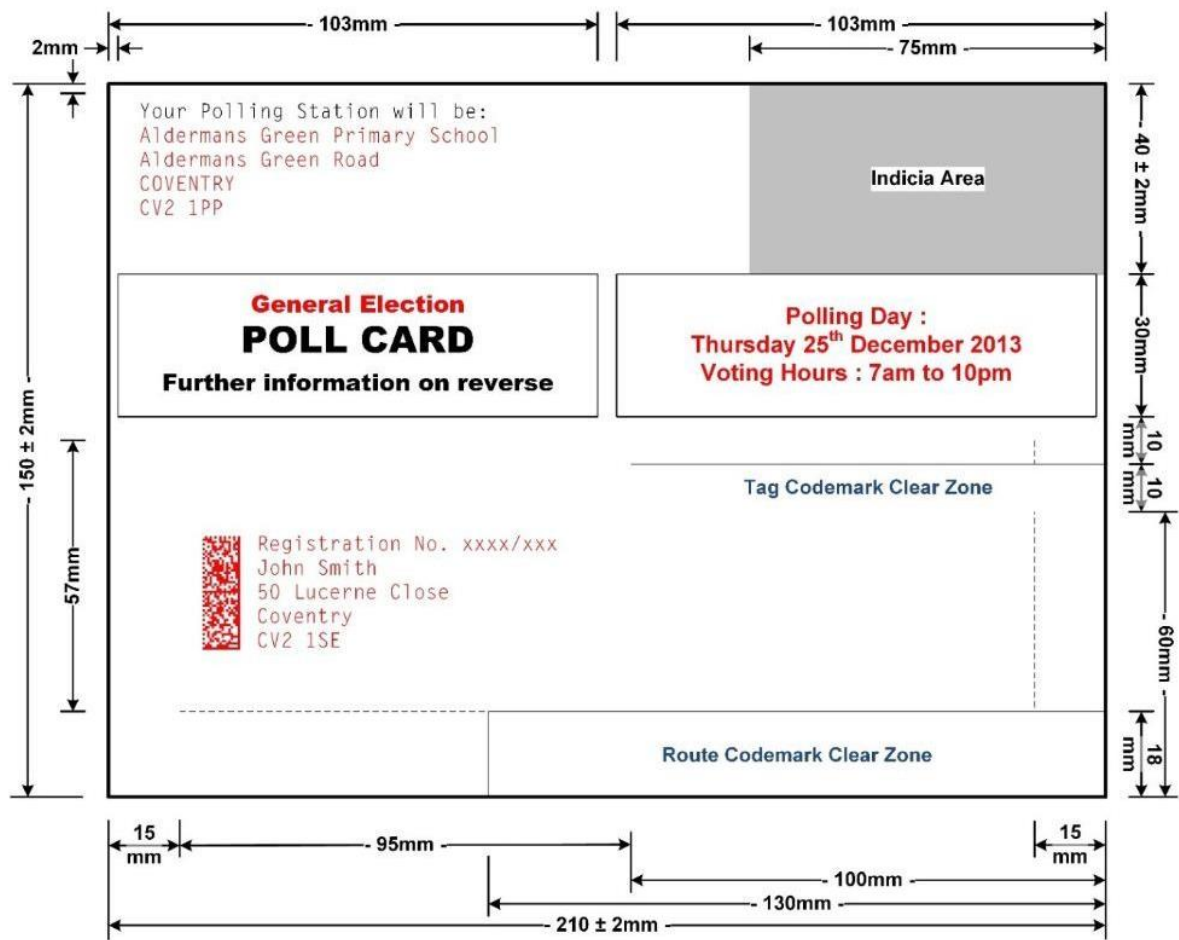 - 103mm -
- 103mm -
2mm
- 75mm -
Your Polling Station will be:
Aldermans Green Primary School
Aldermans Green Road
COVENTRY
CV2 1PP
Indicia Area
- 40 ± 2mm -
General Election
POLL CARD
Further information on reverse
Polling Day :
Thursday 25th December 2013
Voting Hours : 7am to 10pm
30mm
- 150 ± 2mm -
10
mm
Tag Codemark Clear Zone
10
mm
57mm
Registration No. xxxx/xxx
John Smith
50 Lucerne Close
Coventry
CV2 1SE
- 60mm -
Route Codemark Clear Zone
18
mm
15
mm
- 95mm -
15
mm
- 100mm -
- 130mm -
- 210 ± 2mm -